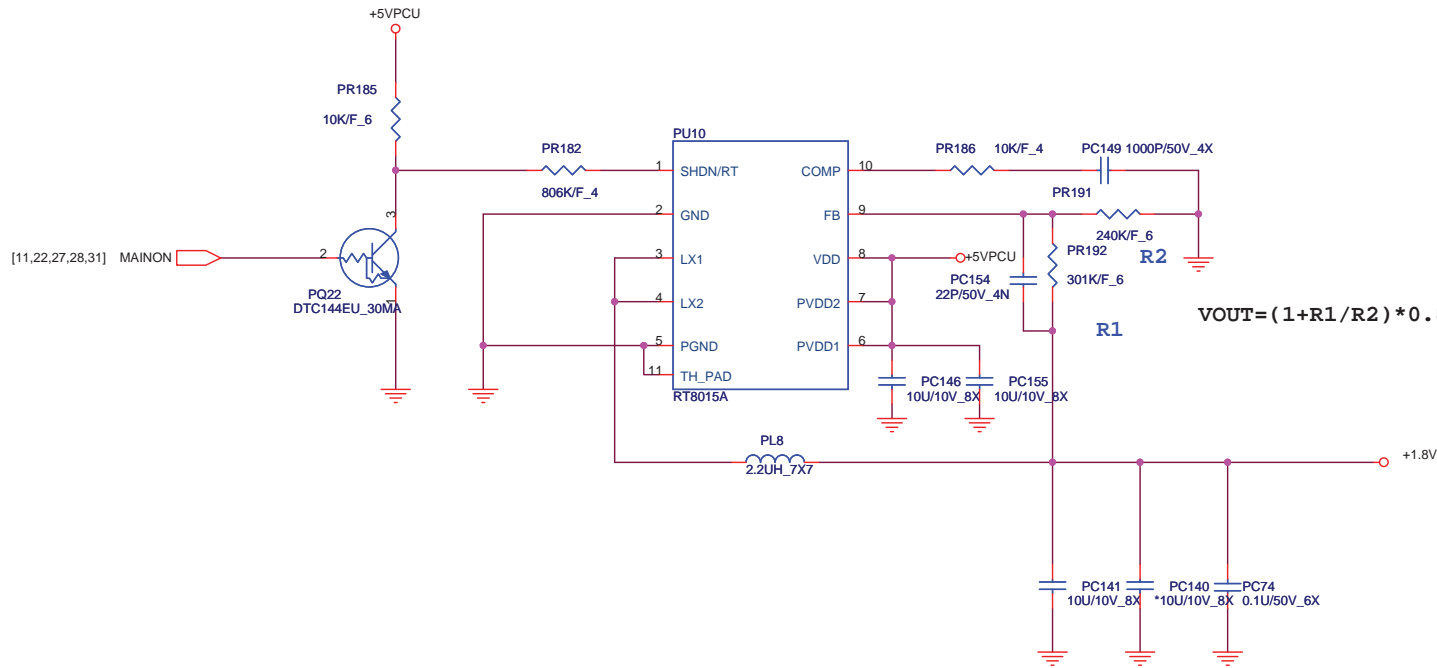 +5VPCU
PR185
10K/F_6
PR182
806K/F_4
[11,22,27,28,31] MAINON
2
3
1
PQ22
DTC144EU_30MA
PU10
1 SHDN/RT
2 GND
3 LX1
4 LX2
5 PGND
11 TH_PAD
COMP 10
FB 9
VDD 8
PVDD2 7
PVDD1 6
RT8015A
PR186 10K/F_4
PC149 1000P/50V_4X
PR191
240K/F_6
R2
PR192
301K/F_6
R1
PC154
22P/50V_4N
+5VPCU
VOUT=(1+R1/R2)*0.
PC146
10U/10V_8X
PC155
10U/10V_8X
PL8
2.2UH_7X7
+1.8V
PC141
10U/10V_8X
PC140
*10U/10V_8X
PC74
0.1U/50V_6X